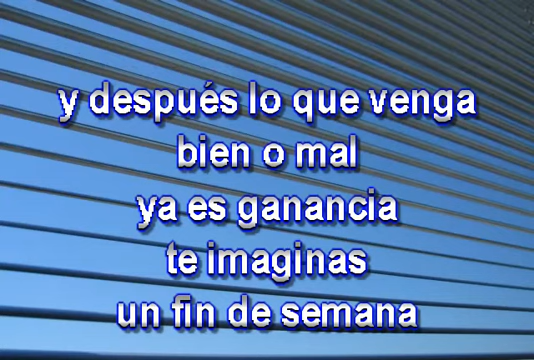 y después lo que venga
bien o mal
ya es ganancia
te imaginas
un fin de semana